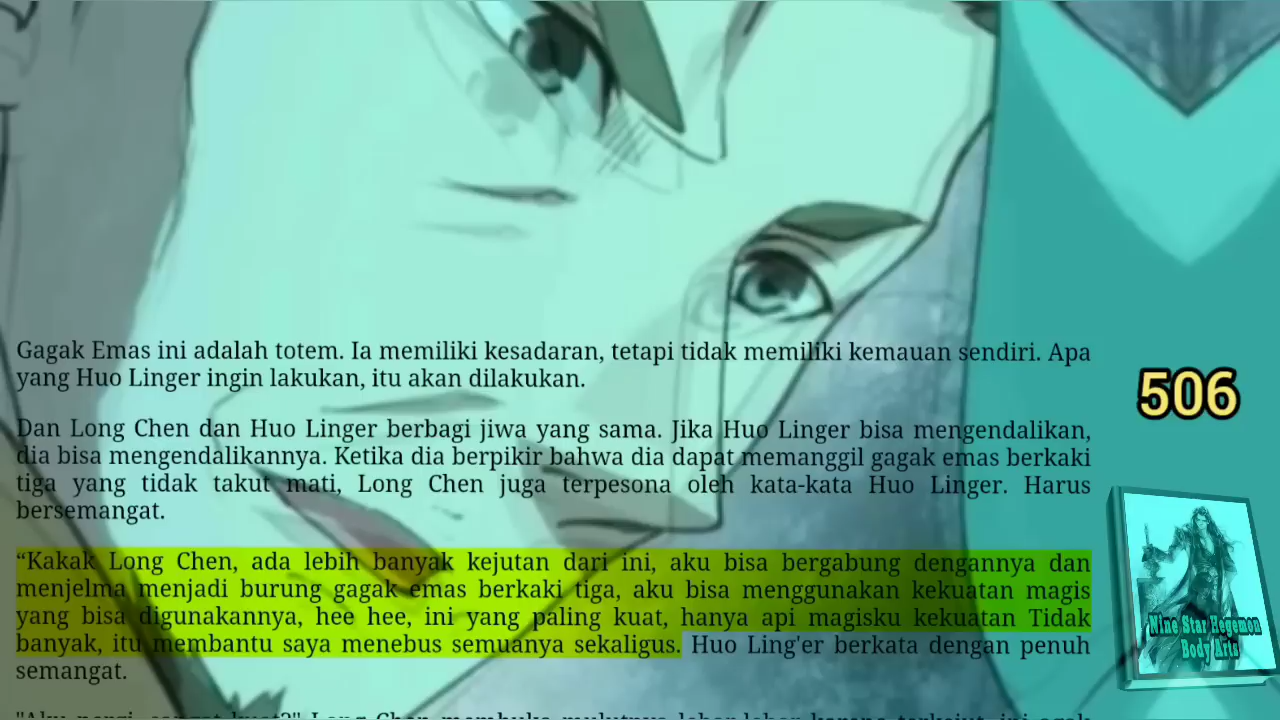 Gagak Emas ini adalah totem. Ia memiliki kesadaran, tetapi tidak memiliki kemauan sendiri. Apa
yang Huo Linger ingin lakukan, itu akan dilakukan.
Dan Long Chen dan Huo Linger berbagi jiwa yang sama. Jika Huo Linger bisa mengendalikan,
dia bisa mengendalikannya. Ketika dia berpikir bahwa dia dapat memanggil gagak emas berkaki
tiga yang tidak takut mati, Long Chen juga terpesona oleh kata-kata Huo Linger. Harus
bersemangat.
“Kakak Long Chen, ada lebih banyak kejutan dari ini, aku bisa bergabung dengannya dan
menjelma menjadi burung gagak emas berkaki tiga, aku bisa menggunakan kekuatan magis
yang bisa digunakannya, hee hee, ini yang paling kuat, hanya api magisku kekuatan Tidak
banyak, itu membantu saya menebus semuanya sekaligus. Huo Ling'er berkata dengan penuh
semangat.
506
Nine Star Hegemon
Body Arts